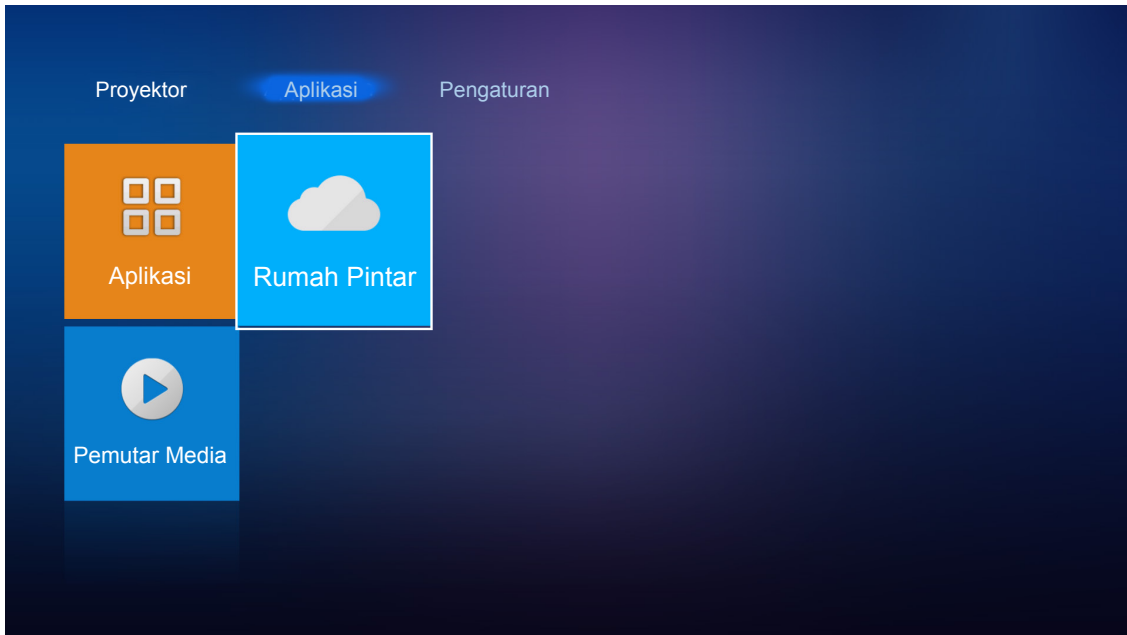 Proyektor Aplikasi Pengaturan
Aplikasi Rumah Pintar
Pemutar Media